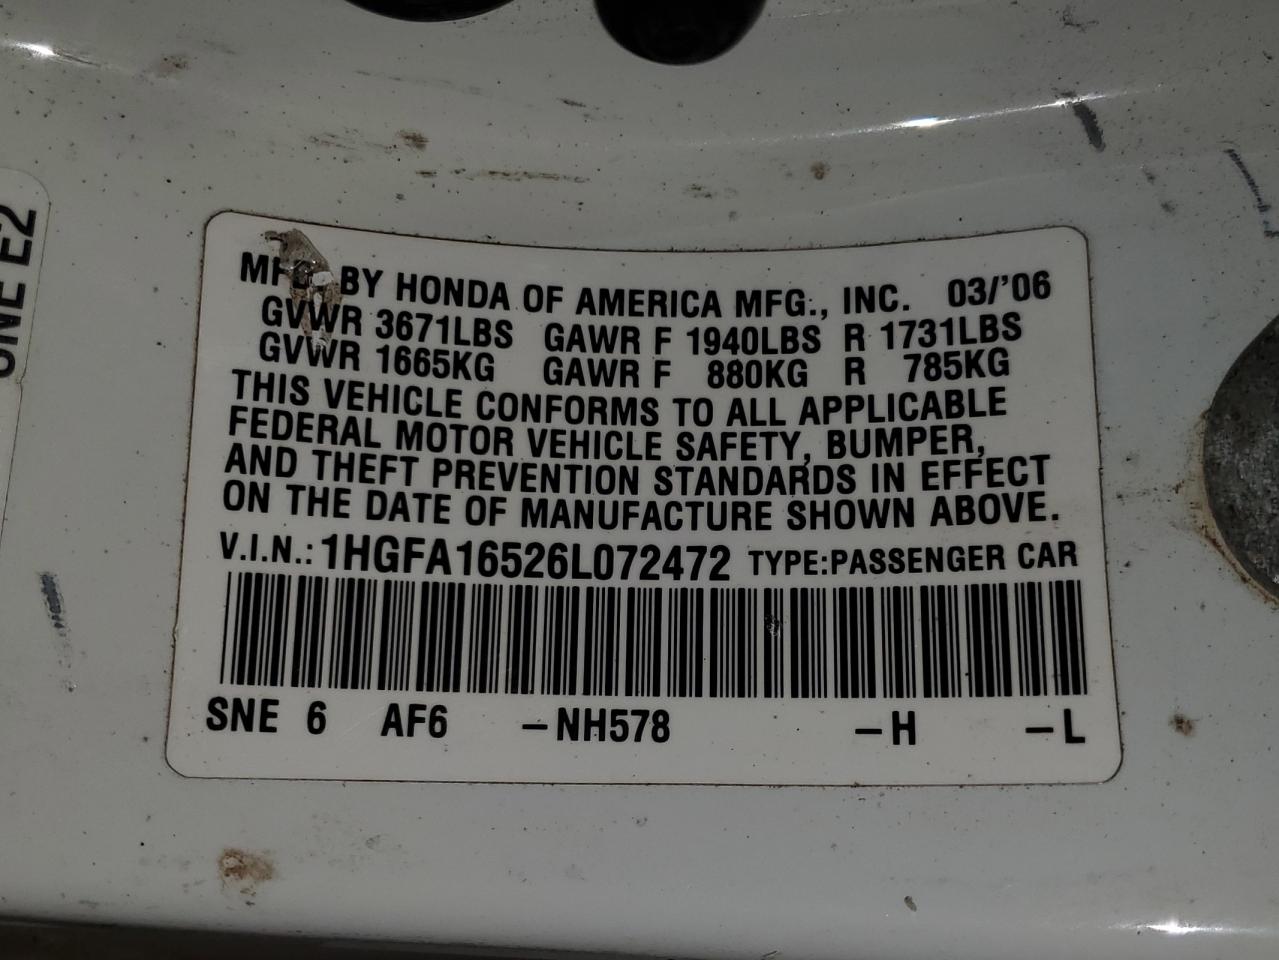 ONE E2
MFD. BY HONDA OF AMERICA MFG., INC. 03/'06
GVWR 3671LBS GAWR F 1940LBS R 1731LBS
GVWR 1665KG GAWR F 880KG R 785KG
THIS VEHICLE CONFORMS TO ALL APPLICABLE
FEDERAL MOTOR VEHICLE SAFETY, BUMPER,
AND THEFT PREVENTION STANDARDS IN EFFECT
ON THE DATE OF MANUFACTURE SHOWN ABOVE.
V.I.N.: 1HGFA16526L072472 TYPE:PASSENGER CAR
SNE 6 AF6 –NH578 –H –L